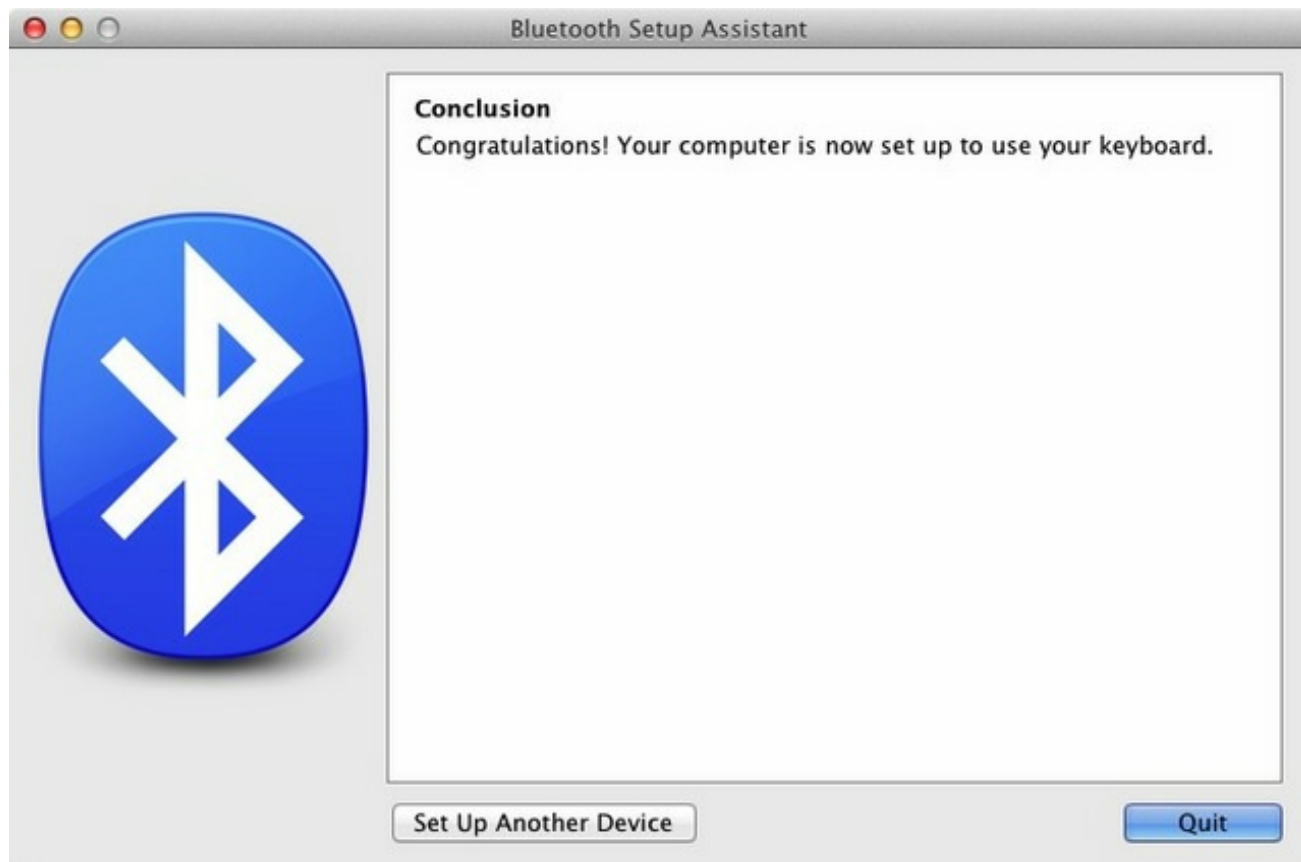 Bluetooth Setup Assistant
Conclusion
Congratulations! Your computer is now set up to use your keyboard.
Set Up Another Device
Quit